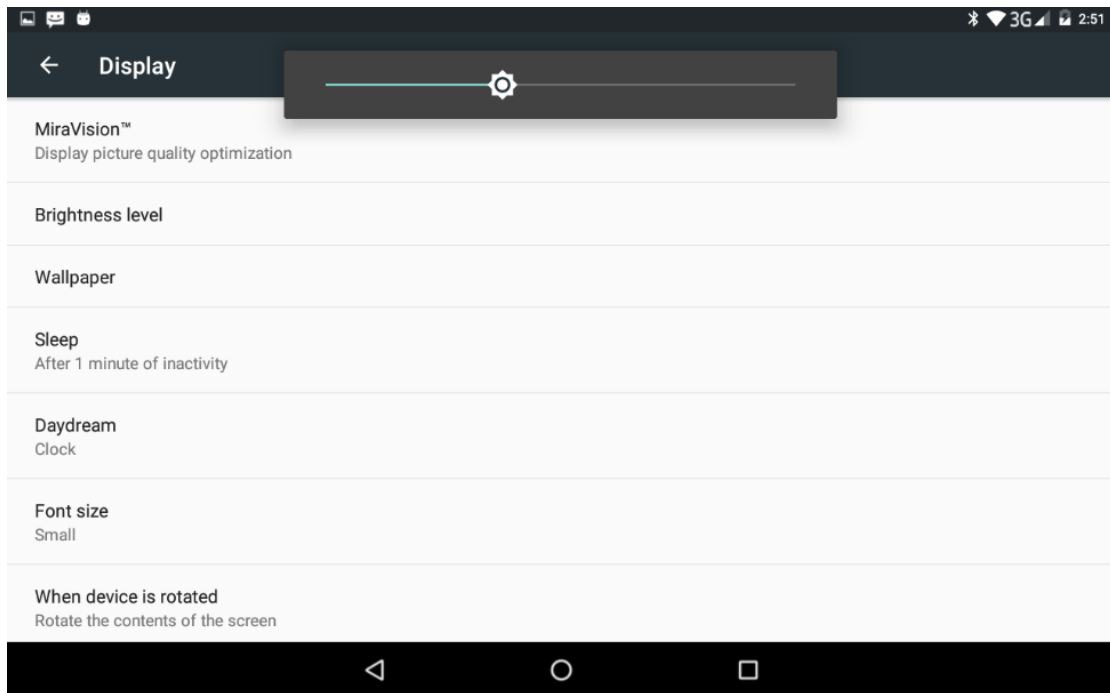 3G 2:51
Display
MiraVision™
Display picture quality optimization
Brightness level
Wallpaper
Sleep
After 1 minute of inactivity
Daydream
Clock
Font size
Small
When device is rotated
Rotate the contents of the screen